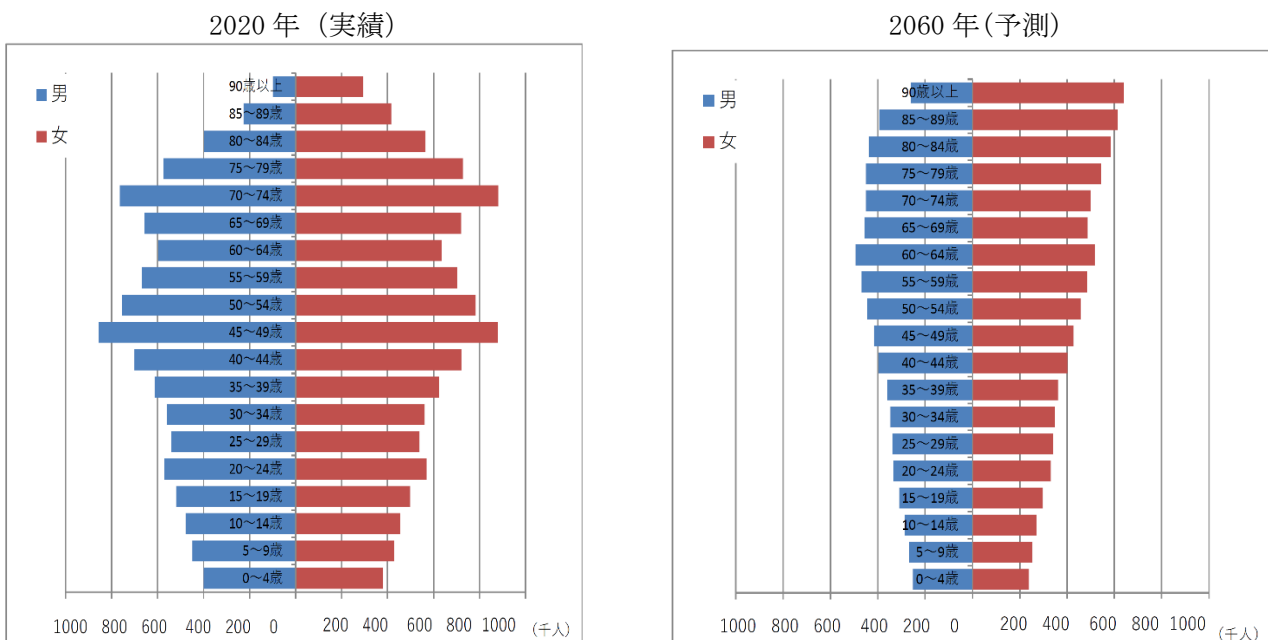 2020 年（実績）
男
女
90歳以上
85～89歳
80～84歳
75～79歳
70～74歳
65～69歳
60～64歳
55～59歳
50～54歳
45～49歳
40～44歳
35～39歳
30～34歳
25～29歳
20～24歳
15～19歳
10～14歳
5～9歳
0～4歳
1000 800 600 400 200 0 200 400 600 800 1000 （千人）
2060 年（予測）
男
女
90歳以上
85～89歳
80～84歳
75～79歳
70～74歳
65～69歳
60～64歳
55～59歳
50～54歳
45～49歳
40～44歳
35～39歳
30～34歳
25～29歳
20～24歳
15～19歳
10～14歳
5～9歳
0～4歳
1000 800 600 400 200 0 200 400 600 800 1000 （千人）